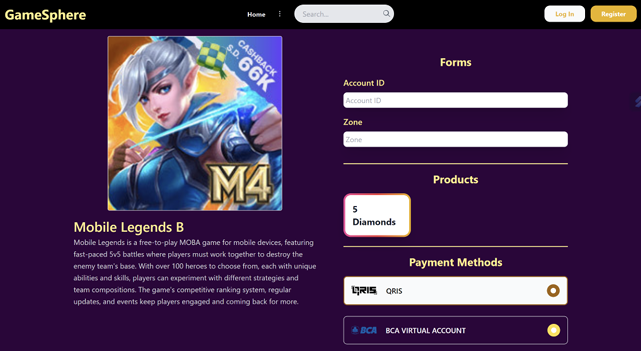 GameSphere
Home
Search...
Log In
Register
CASHBACK
S.D.
66K
M4
Mobile Legends B
Mobile Legends is a free-to-play MOBA game for mobile devices, featuring
fast-paced 5v5 battles where players must work together to destroy the
enemy team's base. With over 100 heroes to choose from, each with unique
abilities and skills, players can experiment with different strategies and
team compositions. The game's competitive ranking system, regular
updates, and events keep players engaged and coming back for more.
Forms
Account ID
Account ID
Zone
Zone
Products
5
Diamonds
Payment Methods
QRIS
QRIS
BCA
BCA VIRTUAL ACCOUNT